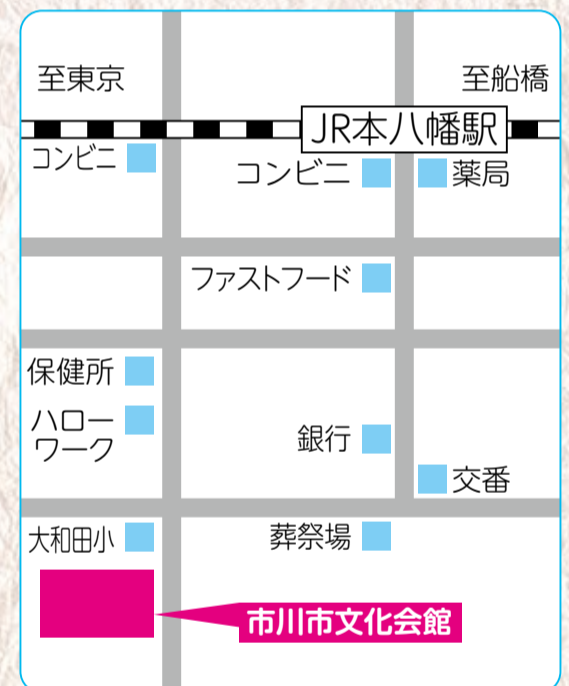 至東京
至船橋
JR本八幡駅
コンビニ
コンビニ
薬局
ファストフード
保健所
ハロー
ワーク
銀行
交番
大和田小
葬祭場
市川市文化会館